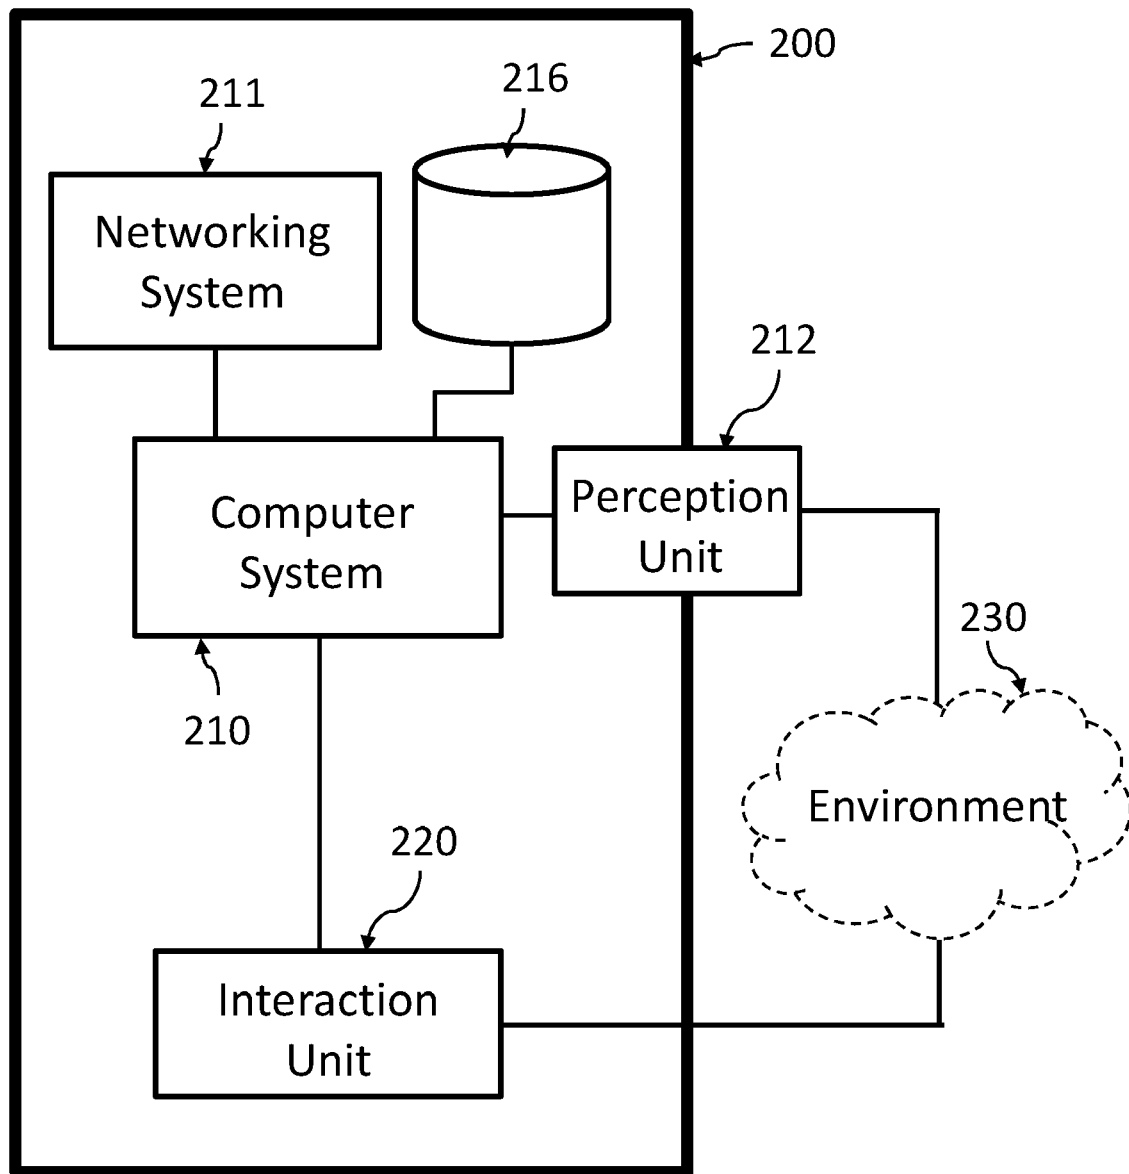 200
211
216
Networking
System
212
Perception
Unit
Computer
System
230
210
Environment
220
Interaction
Unit